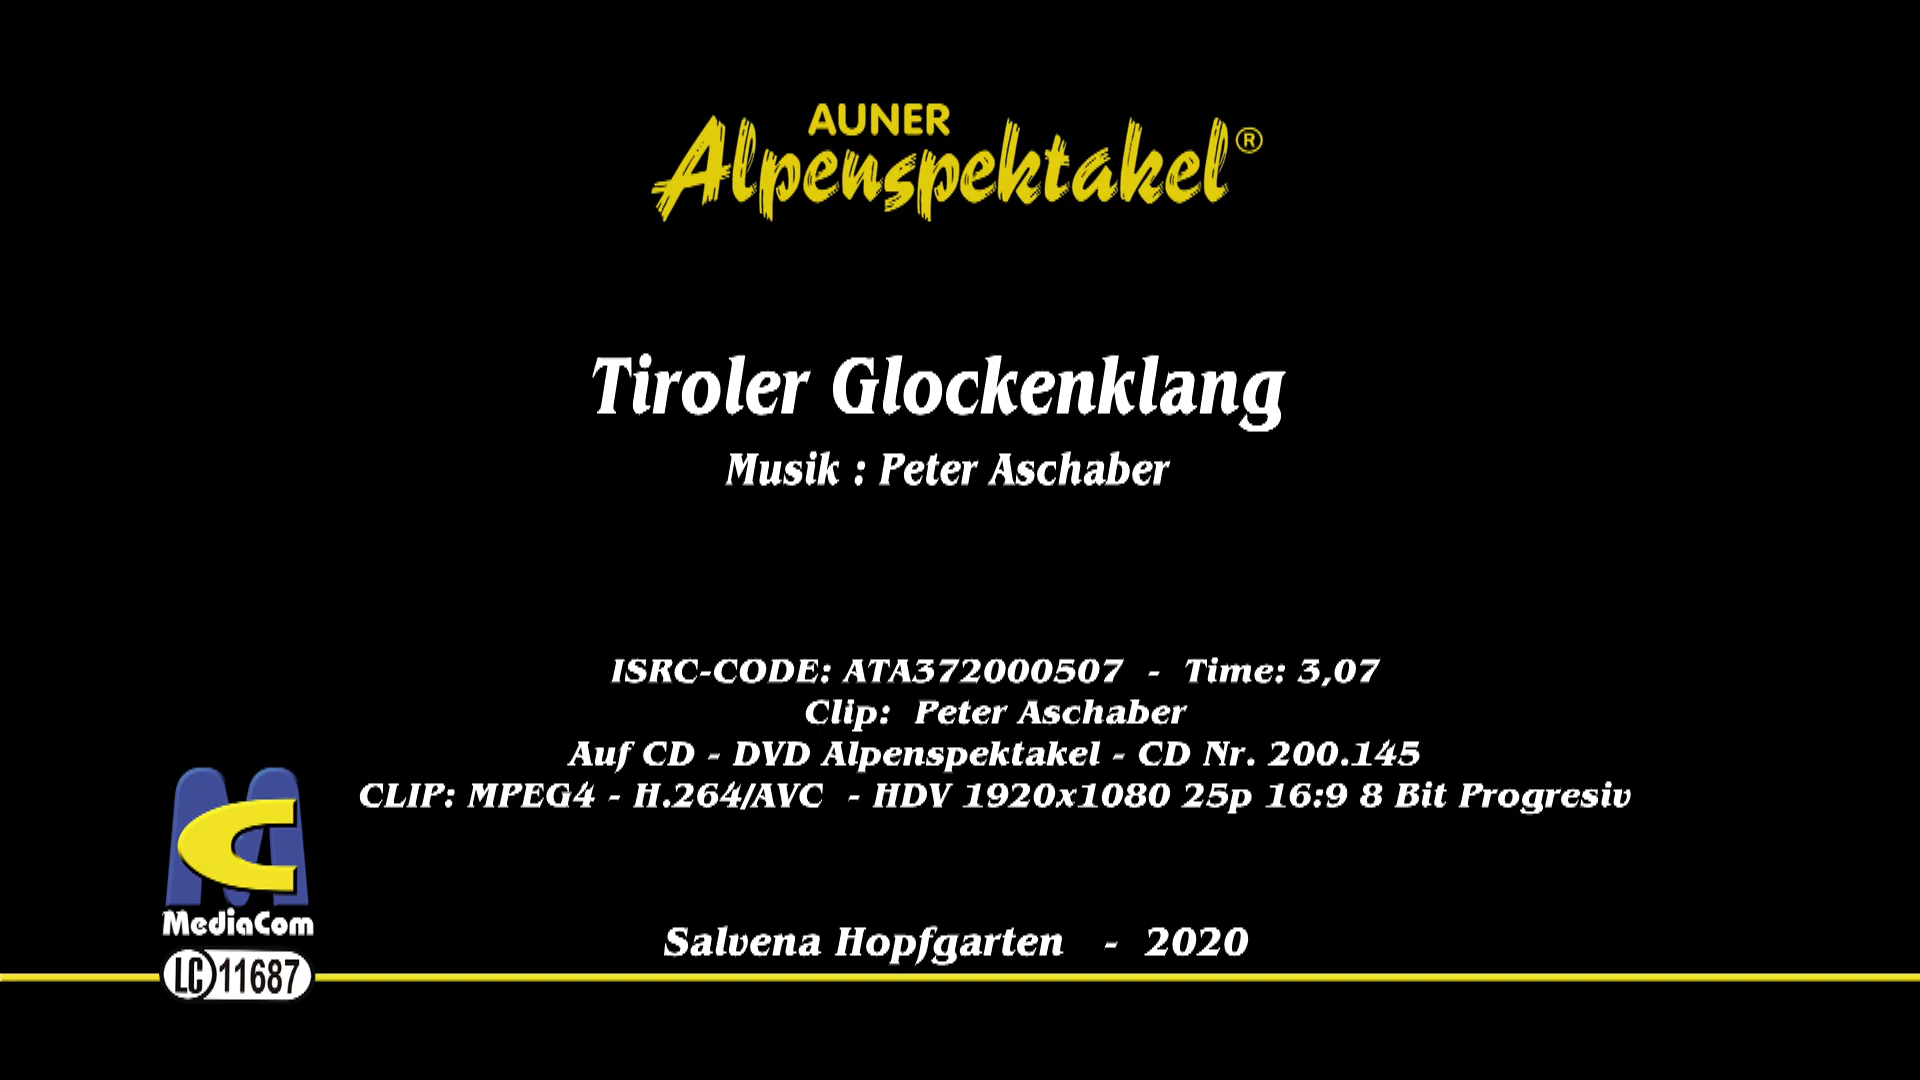 AUNER
Alpenspektakel®
Tiroler Glockenklang
Musik : Peter Aschaber
ISRC-CODE: ATA372000507 - Time: 3,07
Clip: Peter Aschaber
Auf CD - DVD Alpenspektakel - CD Nr. 200.145
CLIP: MPEG4 - H.264/AVC - HDV 1920x1080 25p 16:9 8 Bit Progresiv
MC
MediaCom
Salvena Hopfgarten - 2020
LC 11687